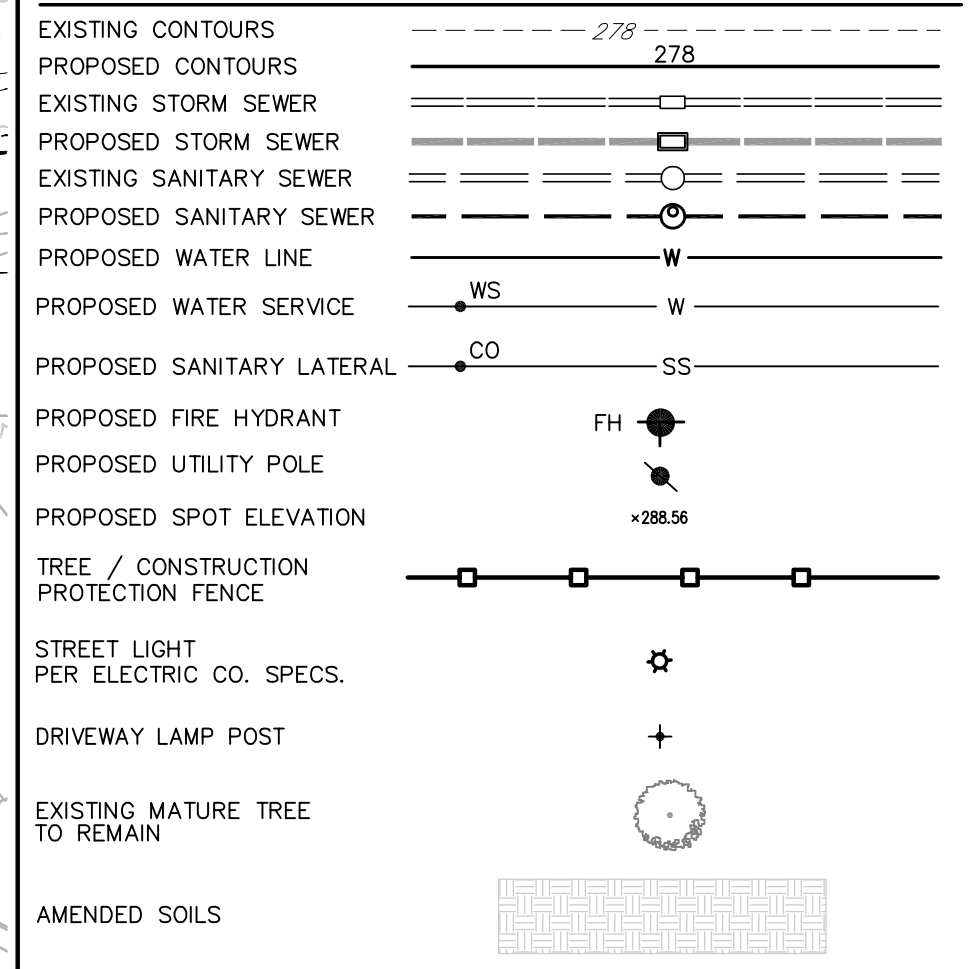 EXISTING CONTOURS 278
PROPOSED CONTOURS 278
EXISTING STORM SEWER
PROPOSED STORM SEWER
EXISTING SANITARY SEWER
PROPOSED SANITARY SEWER
PROPOSED WATER LINE W
PROPOSED WATER SERVICE WS W
PROPOSED SANITARY LATERAL CO SS
PROPOSED FIRE HYDRANT FH
PROPOSED UTILITY POLE
PROPOSED SPOT ELEVATION ×288.56
TREE / CONSTRUCTION
PROTECTION FENCE
STREET LIGHT
PER ELECTRIC CO. SPECS.
DRIVEWAY LAMP POST
EXISTING MATURE TREE
TO REMAIN
AMENDED SOILS